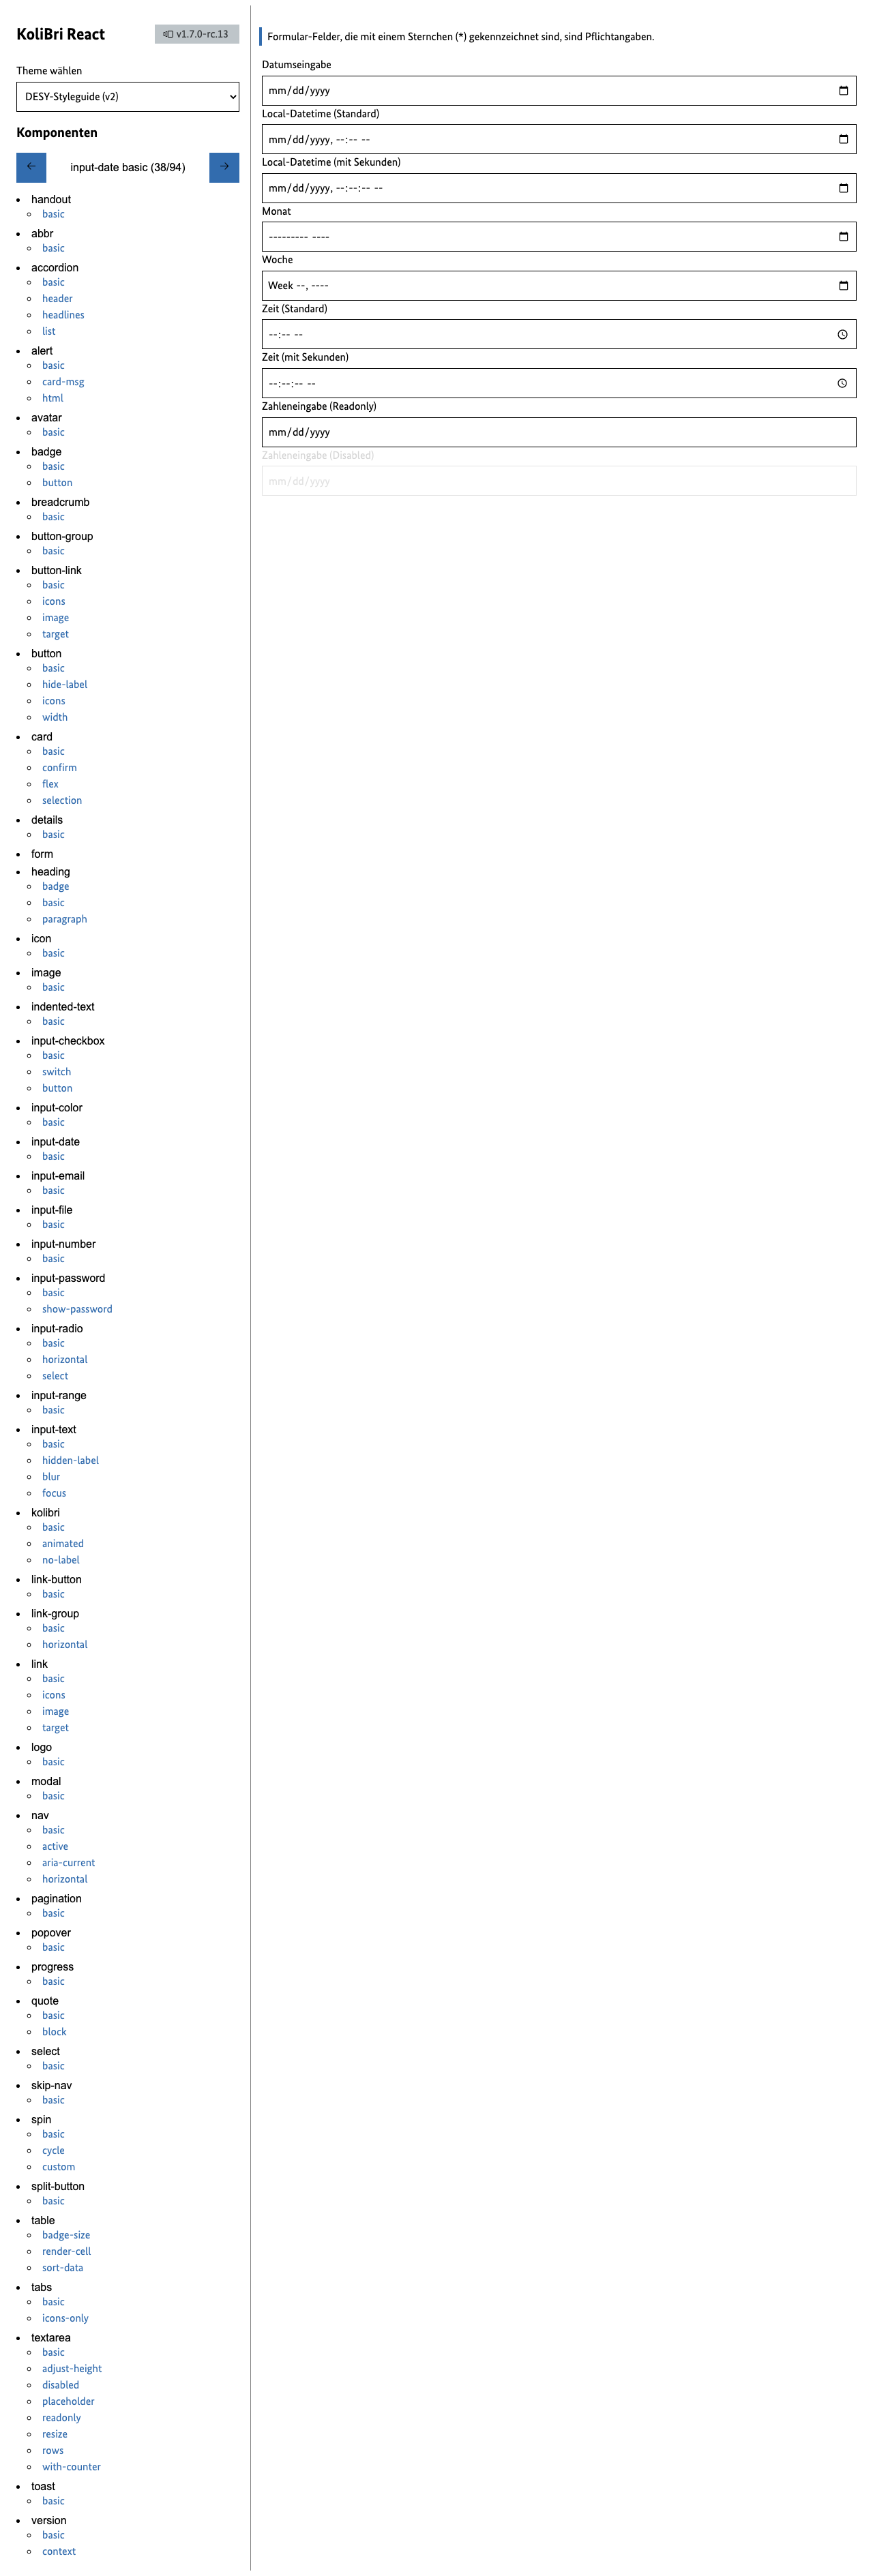 KoliBri React
v1.7.0-rc.13
Theme wählen
DESY-Styleguide (v2)
Komponenten
← input-date basic (38/94) →
handout
basic
abbr
basic
accordion
basic
header
headlines
list
alert
basic
card-msg
html
avatar
basic
badge
basic
button
breadcrumb
basic
button-group
basic
button-link
basic
icons
image
target
button
basic
hide-label
icons
width
card
basic
confirm
flex
selection
details
basic
form
heading
badge
basic
paragraph
icon
basic
image
basic
indented-text
basic
input-checkbox
basic
switch
button
input-color
basic
input-date
basic
input-email
basic
input-file
basic
input-number
basic
input-password
basic
show-password
input-radio
basic
horizontal
select
input-range
basic
input-text
basic
hidden-label
blur
focus
kolibri
basic
animated
no-label
link-button
basic
link-group
basic
horizontal
link
basic
icons
image
target
logo
basic
modal
basic
nav
basic
active
aria-current
horizontal
pagination
basic
popover
basic
progress
basic
quote
basic
block
select
basic
skip-nav
basic
spin
basic
cycle
custom
split-button
basic
table
badge-size
render-cell
sort-data
tabs
basic
icons-only
textarea
basic
adjust-height
disabled
placeholder
readonly
resize
rows
with-counter
toast
basic
version
basic
context
Formular-Felder, die mit einem Sternchen (*) gekennzeichnet sind, sind Pflichtangaben.
Datumseingabe
mm/dd/yyyy
Local-Datetime (Standard)
mm/dd/yyyy, --:-- --
Local-Datetime (mit Sekunden)
mm/dd/yyyy, --:--:-- --
Monat
--------- ----
Woche
Week --, ----
Zeit (Standard)
--:-- --
Zeit (mit Sekunden)
--:--:-- --
Zahleneingabe (Readonly)
mm/dd/yyyy
Zahleneingabe (Disabled)
mm/dd/yyyy